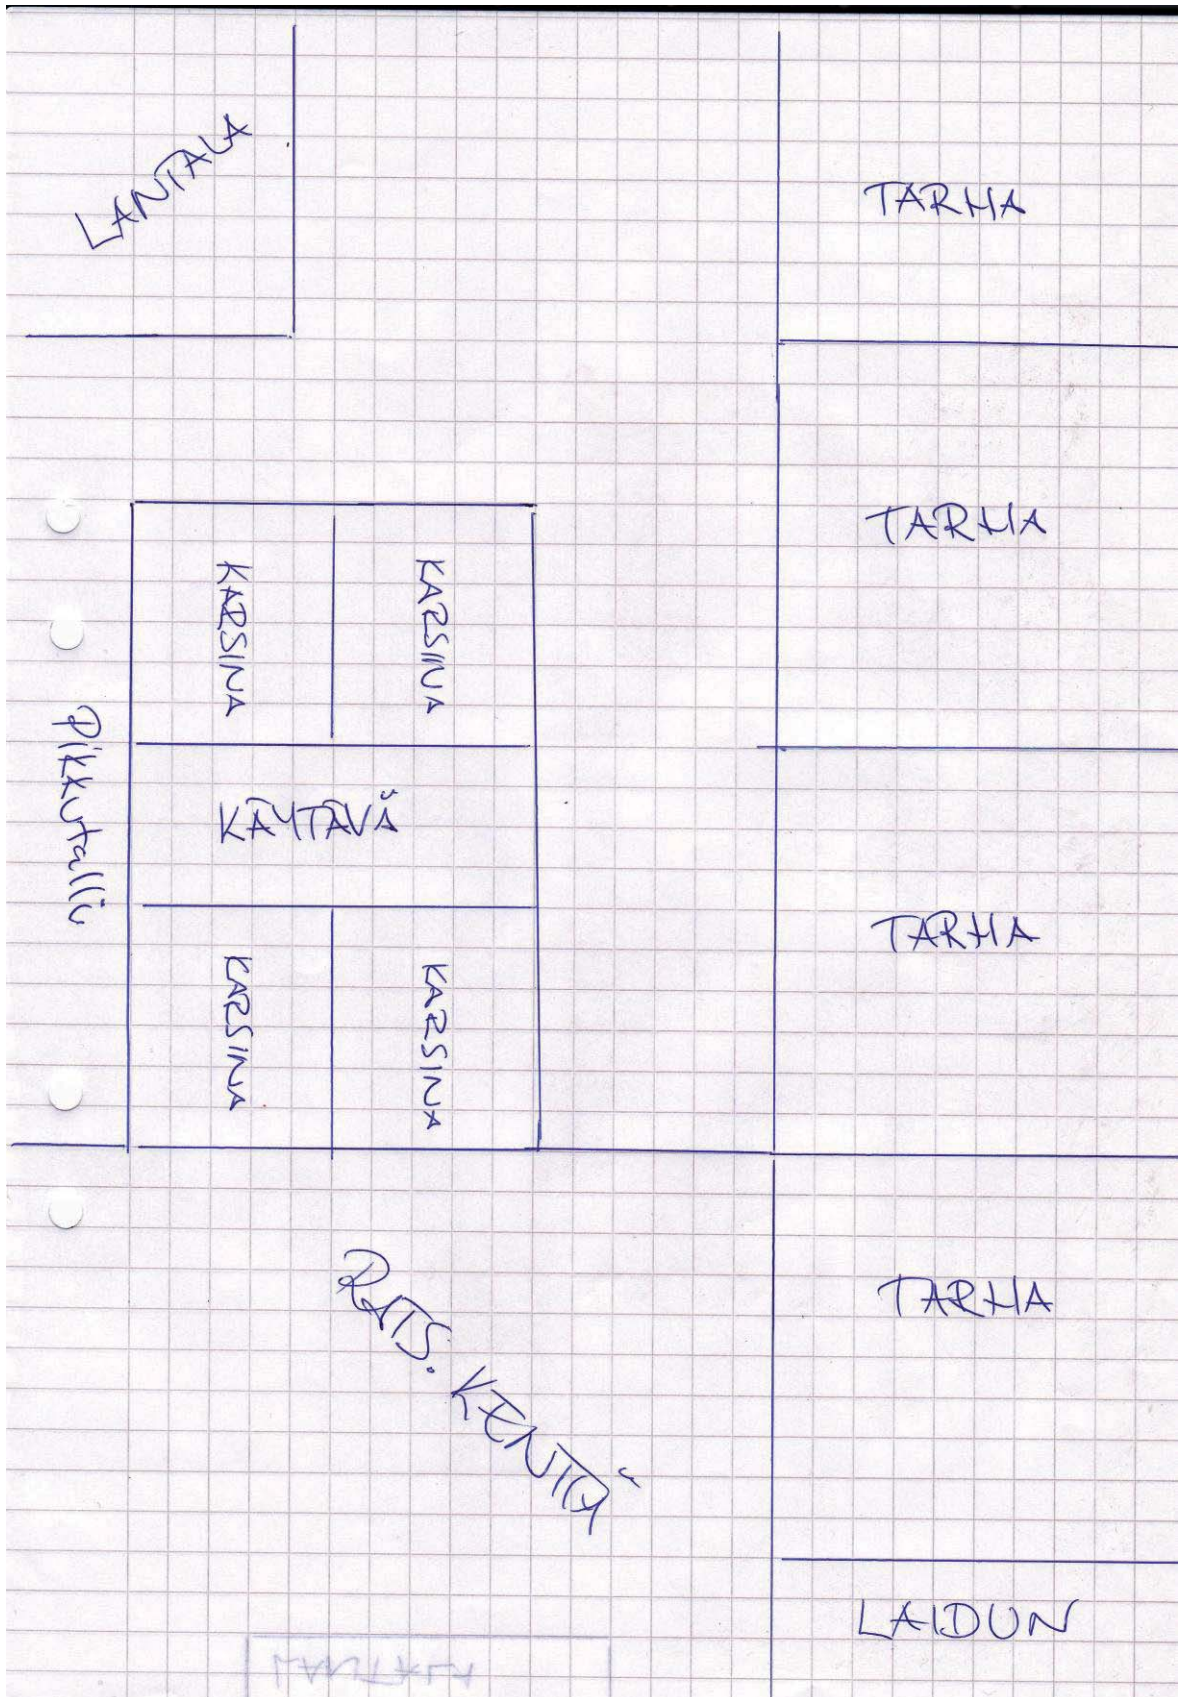 LANTALA
TARHA
TARHA
KARSINA
KARSINA
Pikkutalli
KÄYTÄVÄ
TARHA
KARSINA
KARSINA
RATS. KENTTÄ
TARHA
LAIDUN